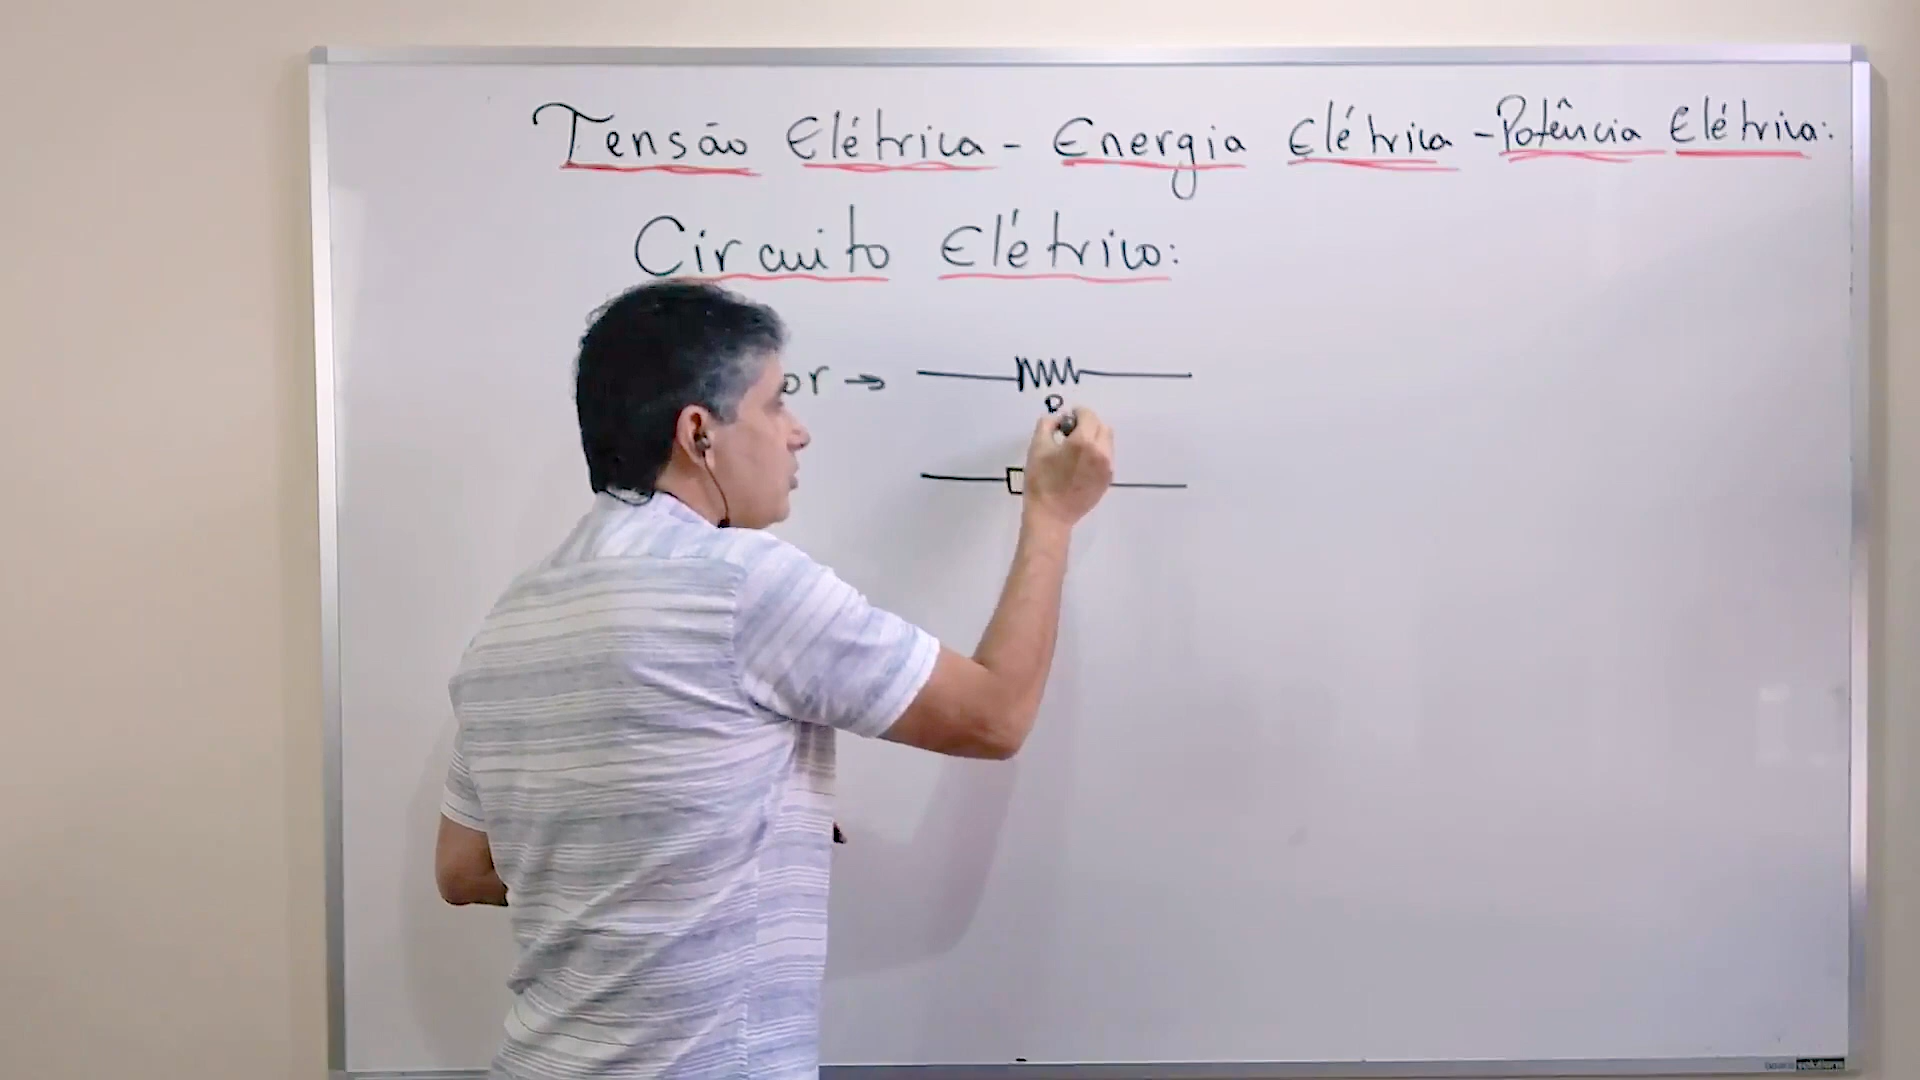 Tensão Elétrica - Energia Elétrica - Potência Elétrica:
Circuito Elétrico:
or →
R